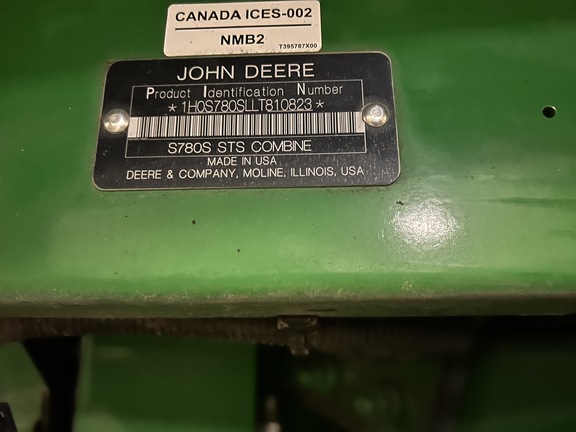 CANADA ICES-002
NMB2
T395787X00
JOHN DEERE
Product Identification Number
*1H0S780SLLT810823*
S780S STS COMBINE
MADE IN USA
DEERE & COMPANY, MOLINE, ILLINOIS, USA